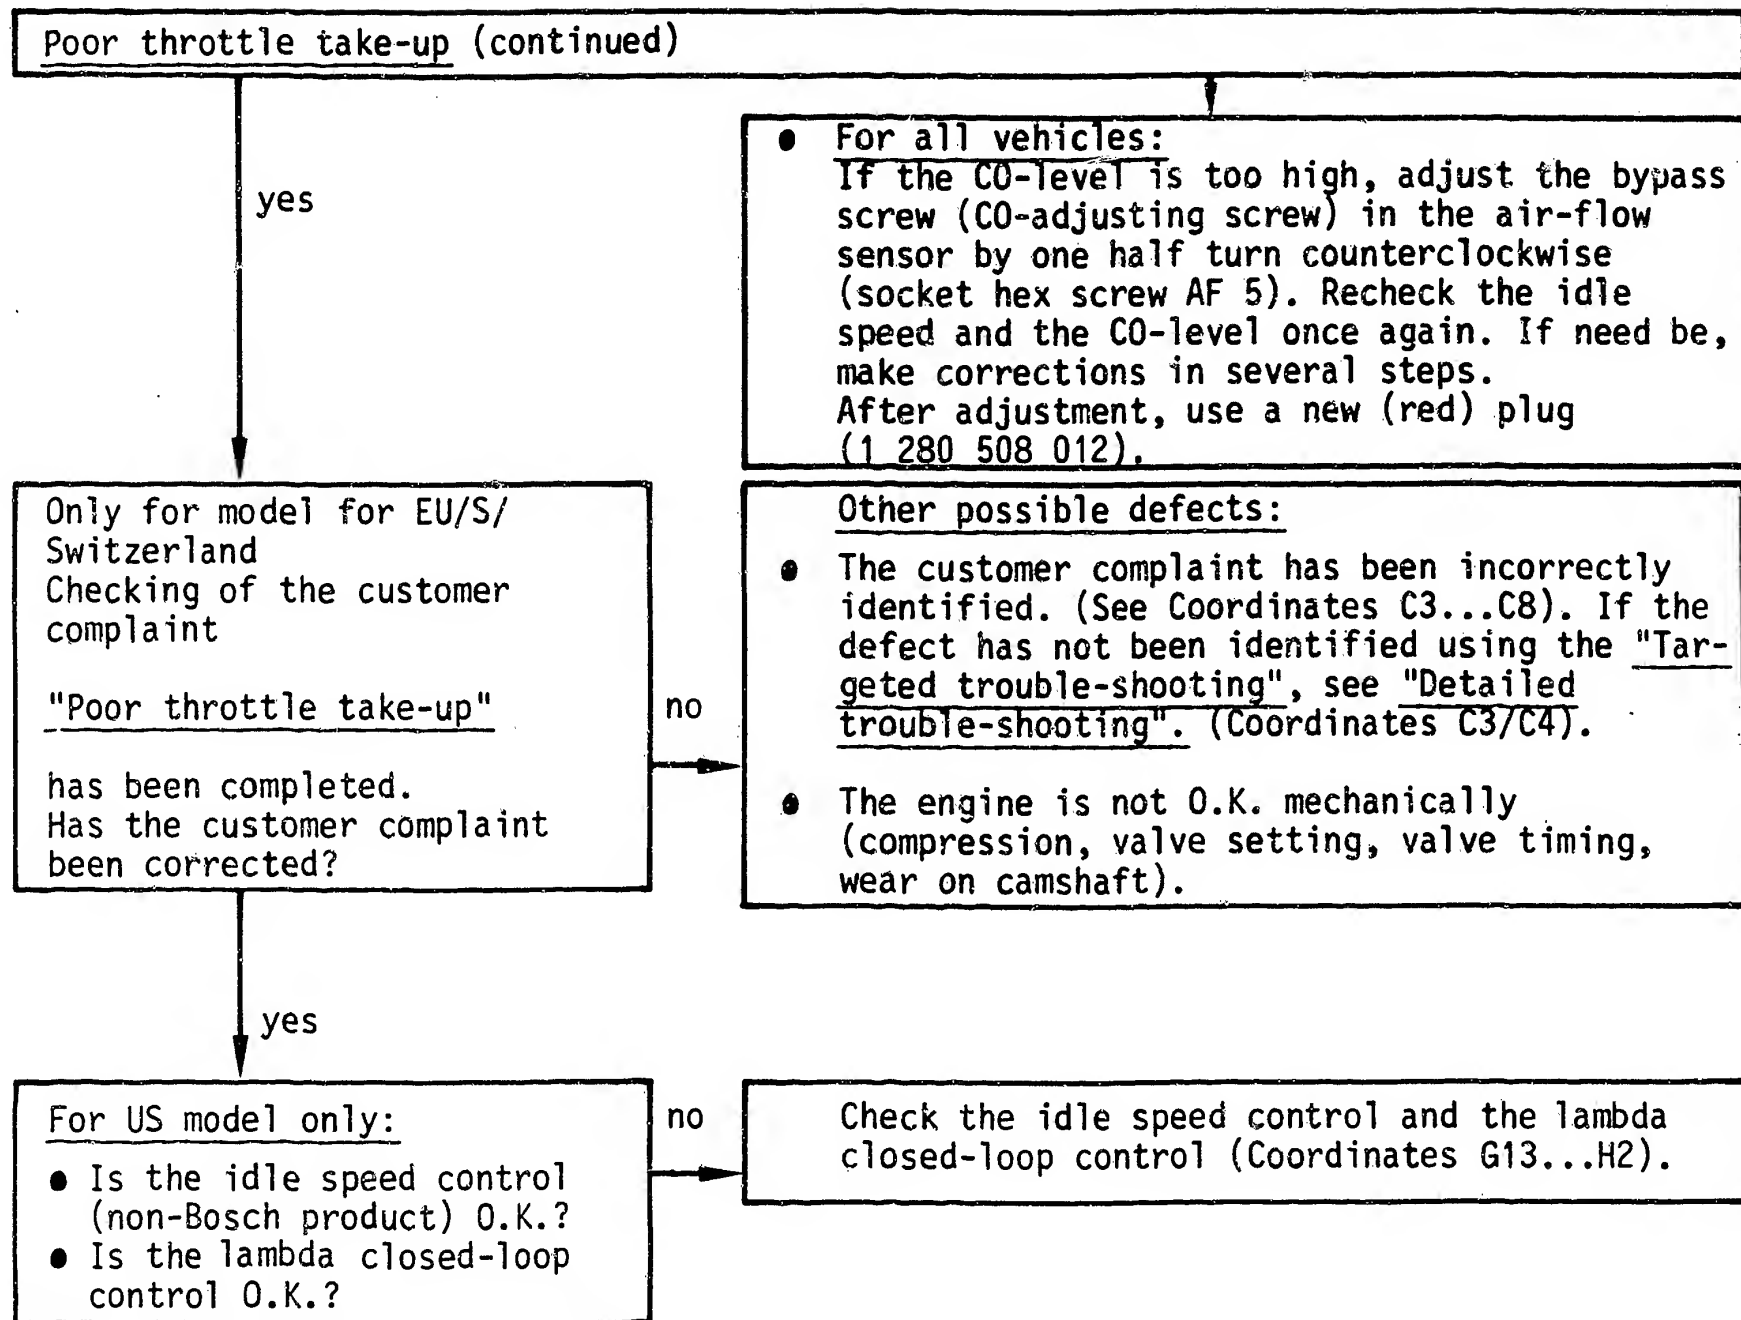 Poor throttle take-up (continued)
yes
● For all vehicles:
If the CO-level is too high, adjust the bypass
screw (CO-adjusting screw) in the air-flow
sensor by one half turn counterclockwise
(socket hex screw AF 5). Recheck the idle
speed and the CO-level once again. If need be,
make corrections in several steps.
After adjustment, use a new (red) plug
(1 280 508 012).
Only for model for EU/S/
Switzerland
Checking of the customer
complaint
"Poor throttle take-up"
has been completed.
Has the customer complaint
been corrected?
no
Other possible defects:
● The customer complaint has been incorrectly
identified. (See Coordinates C3...C8). If the
defect has not been identified using the "Tar-
geted trouble-shooting", see "Detailed
trouble-shooting". (Coordinates C3/C4).
● The engine is not O.K. mechanically
(compression, valve setting, valve timing,
wear on camshaft).
yes
For US model only:
● Is the idle speed control
(non-Bosch product) O.K.?
● Is the lambda closed-loop
control O.K.?
no
Check the idle speed control and the lambda
closed-loop control (Coordinates G13...H2).